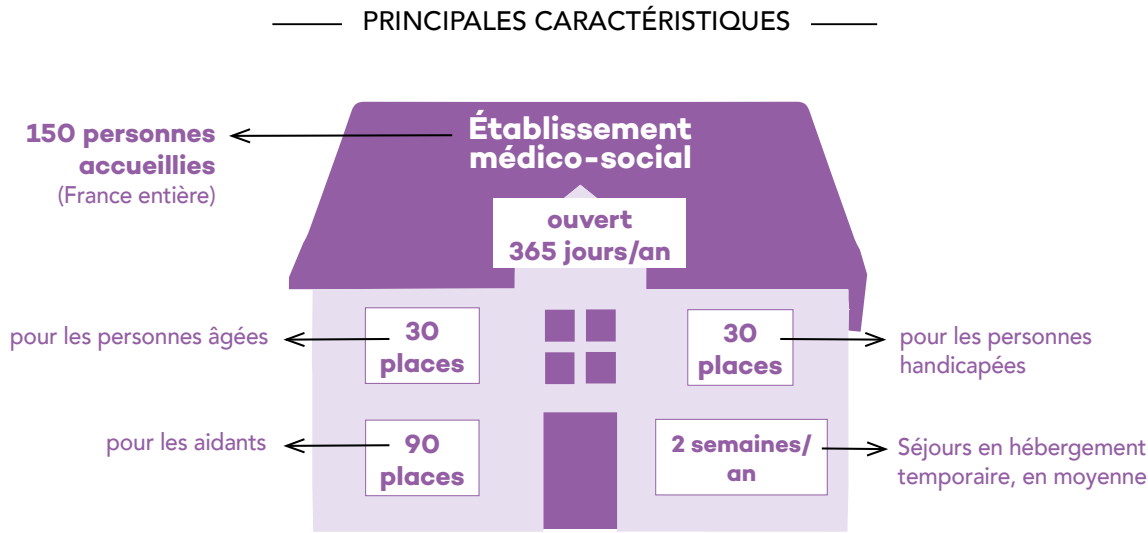 PRINCIPALES CARACTÉRISTIQUES
150 personnes
accueillies
(France entière)
Établissement
médico-social
ouvert
365 jours/an
pour les personnes âgées
30
places
30
places
pour les personnes
handicapées
pour les aidants
90
places
2 semaines/
an
Séjours en hébergement
temporaire, en moyenne